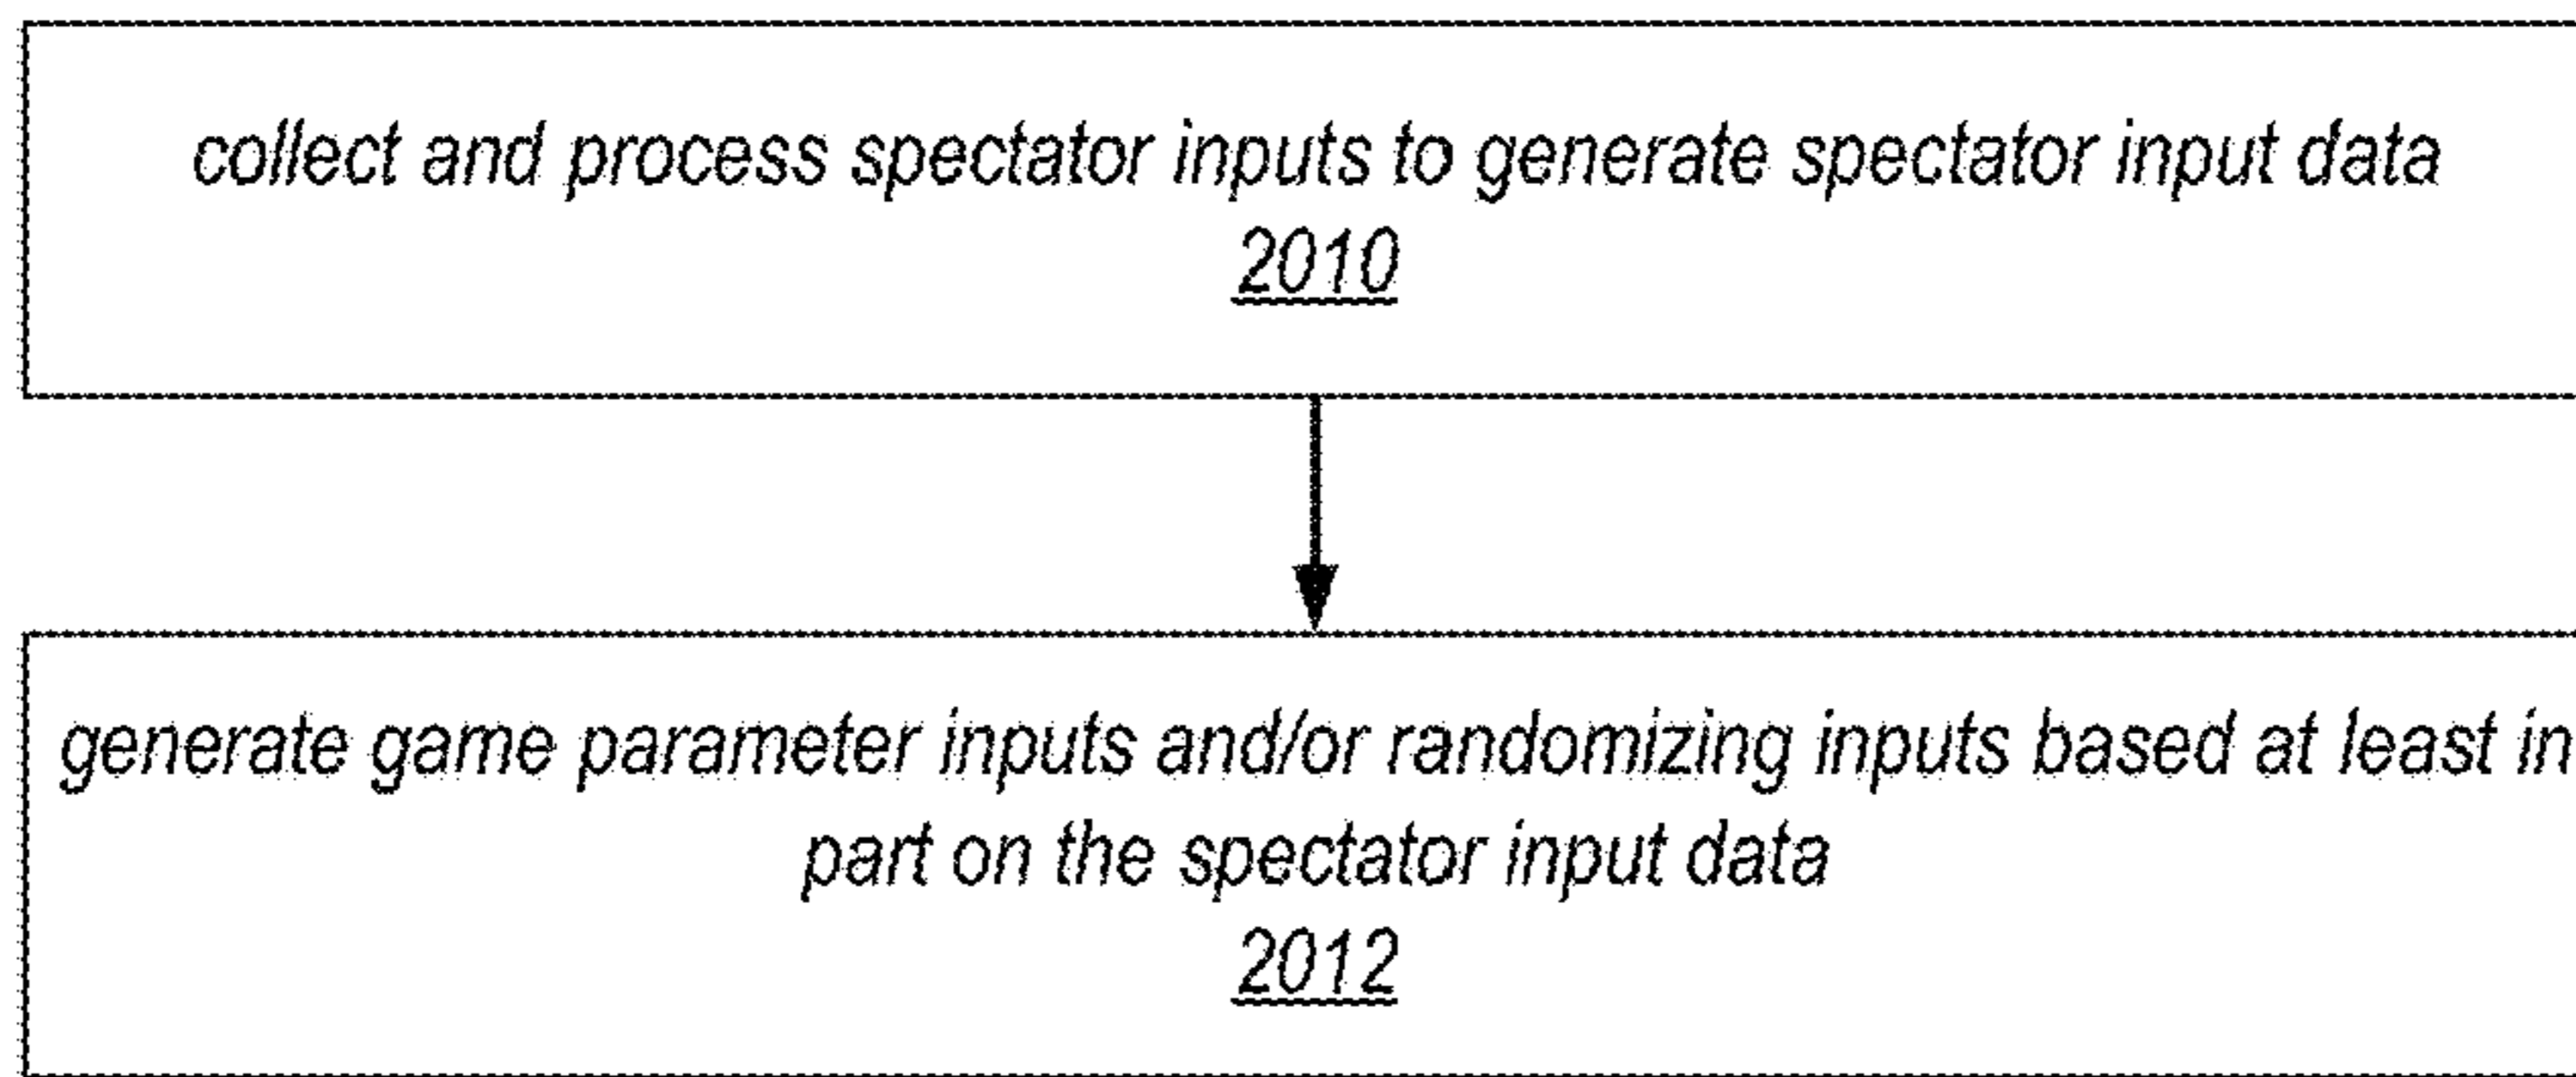 collect and process spectator inputs to generate spectator input data
2010
generate game parameter inputs and/or randomizing inputs based at least in
part on the spectator input data
2012